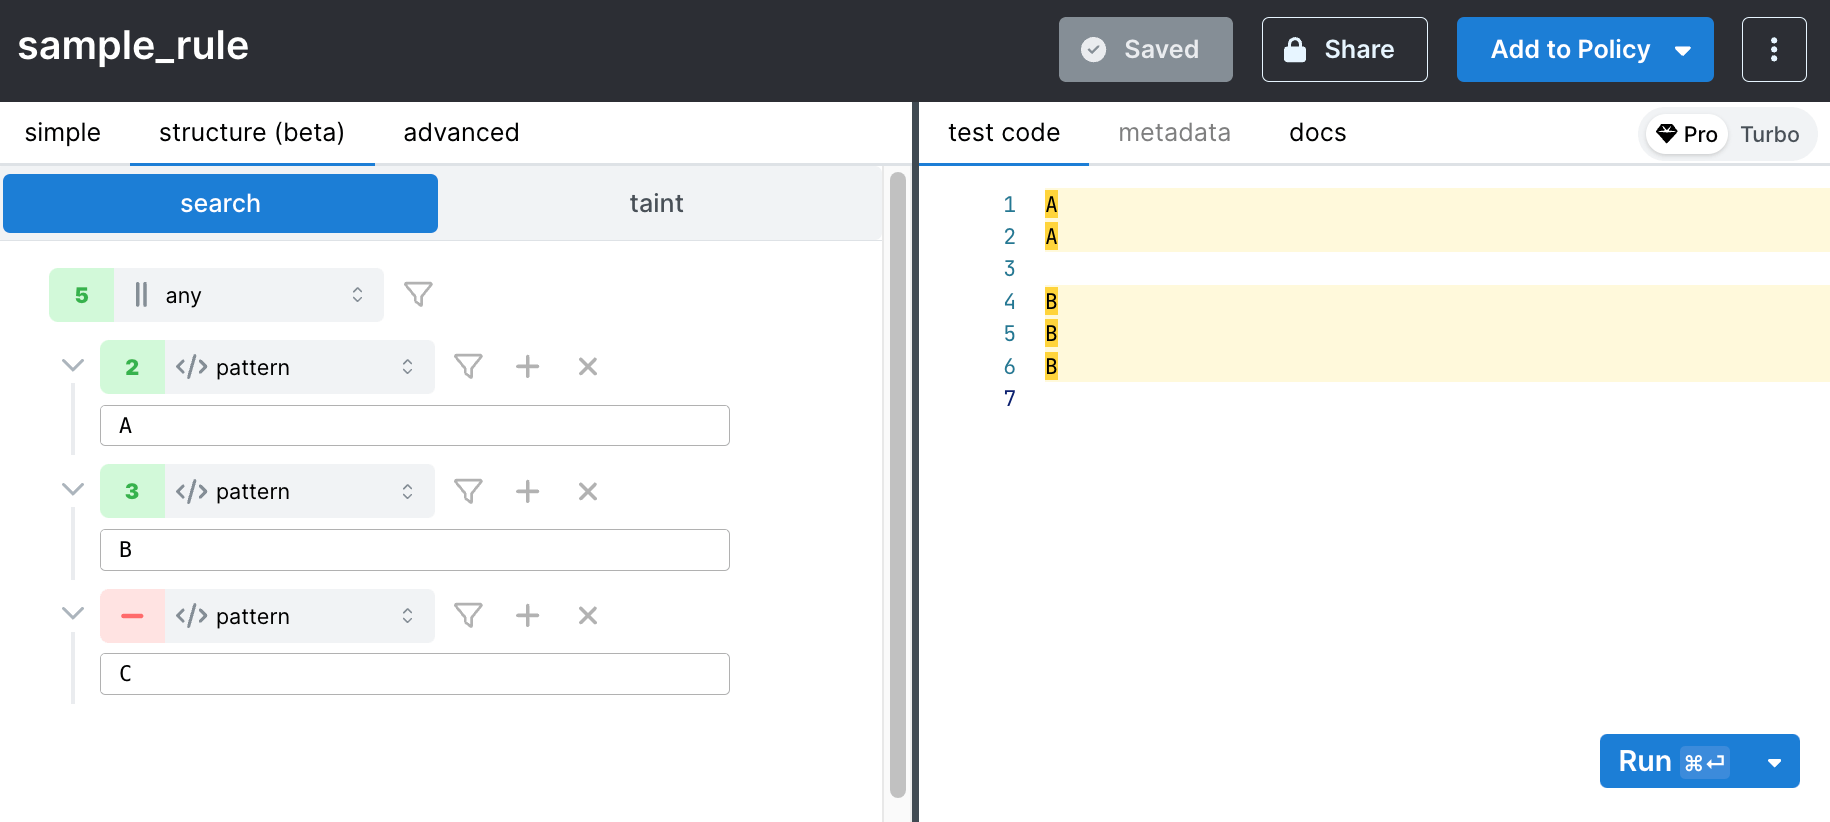 sample_rule
Saved
Share
Add to Policy
simple
structure (beta)
advanced
search
taint
5 || any
2 </> pattern
A
3 </> pattern
B
</> pattern
C
test code
metadata
docs
Pro
Turbo
1 A
2 A
3
4 B
5 B
6 B
7
Run ⌘⏎